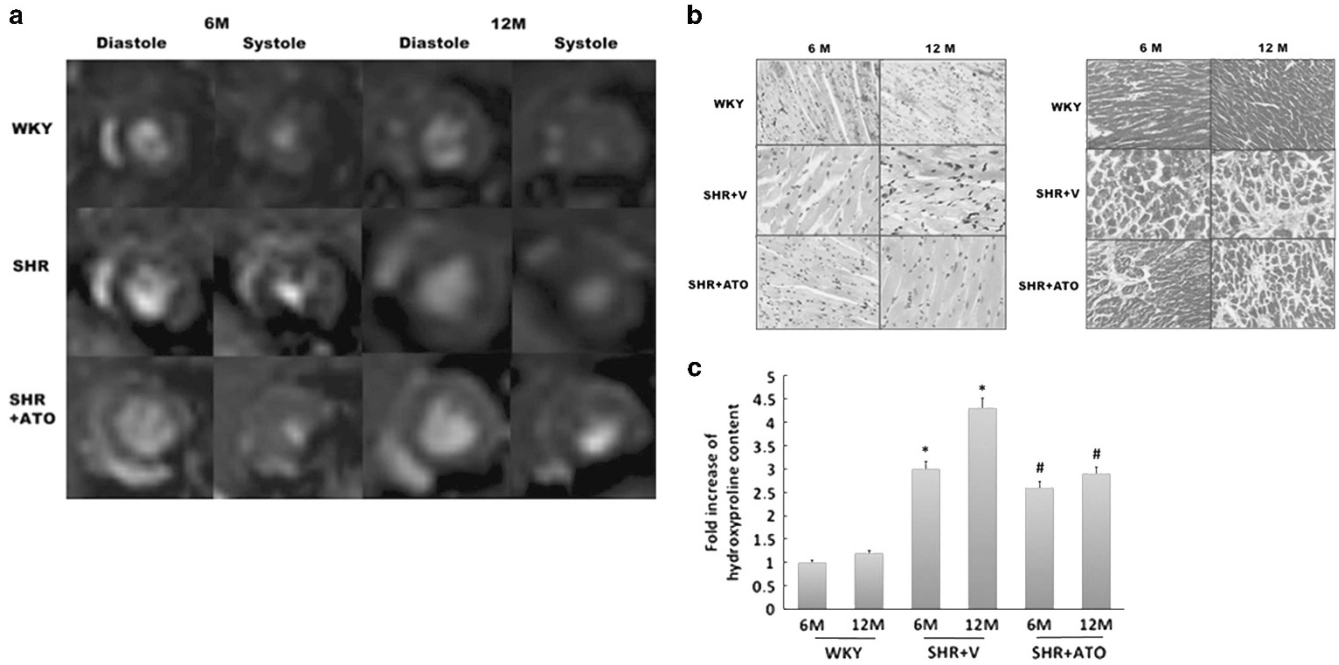 a
6M
12M
Diastole
Systole
Diastole
Systole
WKY
SHR
SHR
+ATO
b
6 M
12 M
WKY
SHR+V
SHR+ATO
6 M
12 M
WKY
SHR+V
SHR+ATO
c
Fold increase of
hydroxyproline content
5
4.5
4
3.5
3
2.5
2
1.5
1
0.5
0
*
*
#
#
6M
12M
6M
12M
6M
12M
WKY
SHR+V
SHR+ATO